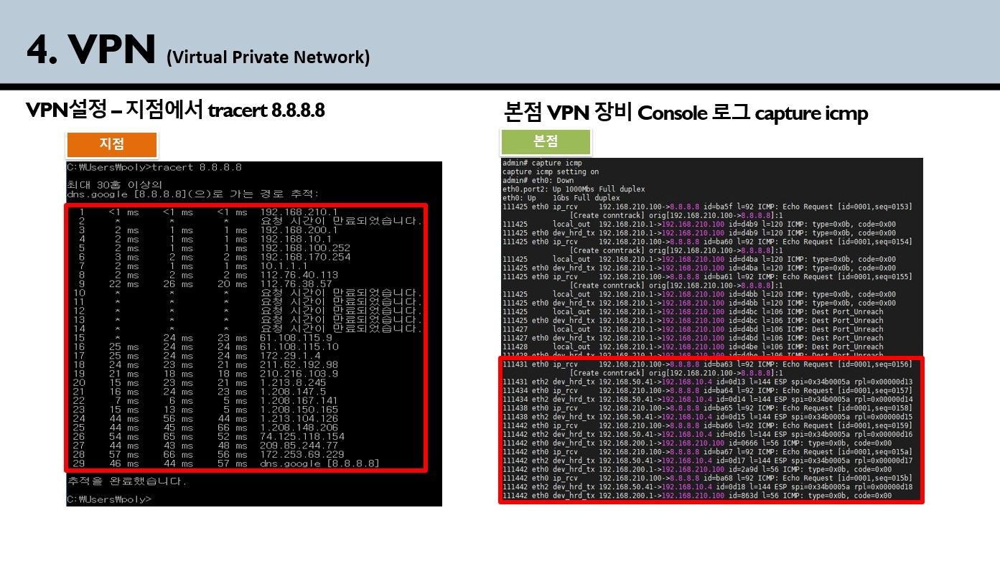 4. VPN (Virtual Private Network)
VPN설정 – 지점에서 tracert 8.8.8.8
지점
C:₩Users₩poly>tracert 8.8.8.8
최대 30홉 이상의
dns.google [8.8.8.8](으)로 가는 경로 추적:
1 <1 ms <1 ms <1 ms 192.168.210.1
2 * * * 요청 시간이 만료되었습니다.
3 2 ms 1 ms 1 ms 192.168.200.1
4 2 ms 1 ms 1 ms 192.168.10.1
5 2 ms 1 ms 1 ms 192.168.100.252
6 3 ms 2 ms 2 ms 192.168.170.254
7 2 ms 1 ms 1 ms 10.1.1.1
8 2 ms 2 ms 2 ms 112.76.40.113
9 22 ms 26 ms 20 ms 112.76.38.57
10 * * * 요청 시간이 만료되었습니다.
11 * * * 요청 시간이 만료되었습니다.
12 * * * 요청 시간이 만료되었습니다.
13 * * * 요청 시간이 만료되었습니다.
14 * * * 요청 시간이 만료되었습니다.
15 * 24 ms 23 ms 61.108.115.9
16 25 ms 24 ms 24 ms 61.108.115.10
17 25 ms 24 ms 24 ms 172.29.1.4
18 24 ms 23 ms 21 ms 211.62.192.98
19 21 ms 18 ms 18 ms 210.216.103.9
20 15 ms 23 ms 21 ms 1.213.8.245
21 16 ms 24 ms 23 ms 1.208.147.5
22 7 ms 6 ms 5 ms 1.208.167.141
23 15 ms 13 ms 5 ms 1.208.150.165
24 44 ms 56 ms 44 ms 1.213.104.126
25 44 ms 45 ms 66 ms 1.208.148.206
26 54 ms 65 ms 52 ms 74.125.118.154
27 44 ms 43 ms 48 ms 209.85.244.77
28 57 ms 66 ms 56 ms 172.253.69.229
29 46 ms 44 ms 57 ms dns.google [8.8.8.8]
추적을 완료했습니다.
C:₩Users₩poly>
본점 VPN 장비 Console 로그 capture icmp
본점
admin# capture icmp
capture icmp setting on
admin# eth0: Down
eth0.port2: Up 1000Mbs Full duplex
eth0: Up 1Gbs Full duplex
111425 eth0 ip_rcv 192.168.210.100->8.8.8.8 id=ba5f l=92 ICMP: Echo Request [id=0001,seq=0153]
[Create conntrack] orig[192.168.210.100->8.8.8.8]:1
111425 local_out 192.168.210.1->192.168.210.100 id=d4b9 l=120 ICMP: type=0x0b, code=0x00
111425 eth0 dev_hrd_tx 192.168.210.1->192.168.210.100 id=d4b9 l=120 ICMP: type=0x0b, code=0x00
111425 eth0 ip_rcv 192.168.210.100->8.8.8.8 id=ba60 l=92 ICMP: Echo Request [id=0001,seq=0154]
[Create conntrack] orig[192.168.210.100->8.8.8.8]:1
111425 local_out 192.168.210.1->192.168.210.100 id=d4ba l=120 ICMP: type=0x0b, code=0x00
111425 eth0 dev_hrd_tx 192.168.210.1->192.168.210.100 id=d4ba l=120 ICMP: type=0x0b, code=0x00
111425 eth0 ip_rcv 192.168.210.100->8.8.8.8 id=ba61 l=92 ICMP: Echo Request [id=0001,seq=0155]
[Create conntrack] orig[192.168.210.100->8.8.8.8]:1
111425 local_out 192.168.210.1->192.168.210.100 id=d4bb l=120 ICMP: type=0x0b, code=0x00
111425 eth0 dev_hrd_tx 192.168.210.1->192.168.210.100 id=d4bb l=120 ICMP: type=0x0b, code=0x00
111425 local_out 192.168.210.1->192.168.210.100 id=d4bc l=106 ICMP: Dest Port_Unreach
111425 eth0 dev_hrd_tx 192.168.210.1->192.168.210.100 id=d4bc l=106 ICMP: Dest Port_Unreach
111427 local_out 192.168.210.1->192.168.210.100 id=d4bd l=106 ICMP: Dest Port_Unreach
111427 eth0 dev_hrd_tx 192.168.210.1->192.168.210.100 id=d4bd l=106 ICMP: Dest Port_Unreach
111428 local_out 192.168.210.1->192.168.210.100 id=d4be l=106 ICMP: Dest Port_Unreach
111428 eth0 dev_hrd_tx 192.168.210.1->192.168.210.100 id=d4be l=106 ICMP: Dest Port_Unreach
111431 eth0 ip_rcv 192.168.210.100->8.8.8.8 id=ba63 l=92 ICMP: Echo Request [id=0001,seq=0156]
[Create conntrack] orig[192.168.210.100->8.8.8.8]:1
111431 eth2 dev_hrd_tx 192.168.50.41->192.168.10.4 id=0d13 l=144 ESP spi=0x34b0005a rpl=0x00000d13
111434 eth0 ip_rcv 192.168.210.100->8.8.8.8 id=ba64 l=92 ICMP: Echo Request [id=0001,seq=0157]
111434 eth2 dev_hrd_tx 192.168.50.41->192.168.10.4 id=0d14 l=144 ESP spi=0x34b0005a rpl=0x00000d14
111438 eth0 ip_rcv 192.168.210.100->8.8.8.8 id=ba65 l=92 ICMP: Echo Request [id=0001,seq=0158]
111438 eth2 dev_hrd_tx 192.168.50.41->192.168.10.4 id=0d15 l=144 ESP spi=0x34b0005a rpl=0x00000d15
111442 eth0 ip_rcv 192.168.210.100->8.8.8.8 id=ba66 l=92 ICMP: Echo Request [id=0001,seq=0159]
111442 eth2 dev_hrd_tx 192.168.50.41->192.168.10.4 id=0d16 l=144 ESP spi=0x34b0005a rpl=0x00000d16
111442 eth0 dev_hrd_tx 192.168.200.1->192.168.210.100 id=0666 l=56 ICMP: type=0x0b, code=0x00
111442 eth0 ip_rcv 192.168.210.100->8.8.8.8 id=ba67 l=92 ICMP: Echo Request [id=0001,seq=015a]
111442 eth2 dev_hrd_tx 192.168.50.41->192.168.10.4 id=0d17 l=144 ESP spi=0x34b0005a rpl=0x00000d17
111442 eth0 dev_hrd_tx 192.168.200.1->192.168.210.100 id=2a9d l=56 ICMP: type=0x0b, code=0x00
111442 eth0 ip_rcv 192.168.210.100->8.8.8.8 id=ba68 l=92 ICMP: Echo Request [id=0001,seq=015b]
111442 eth2 dev_hrd_tx 192.168.50.41->192.168.10.4 id=0d18 l=144 ESP spi=0x34b0005a rpl=0x00000d18
111442 eth0 dev_hrd_tx 192.168.200.1->192.168.210.100 id=863d l=56 ICMP: type=0x0b, code=0x00